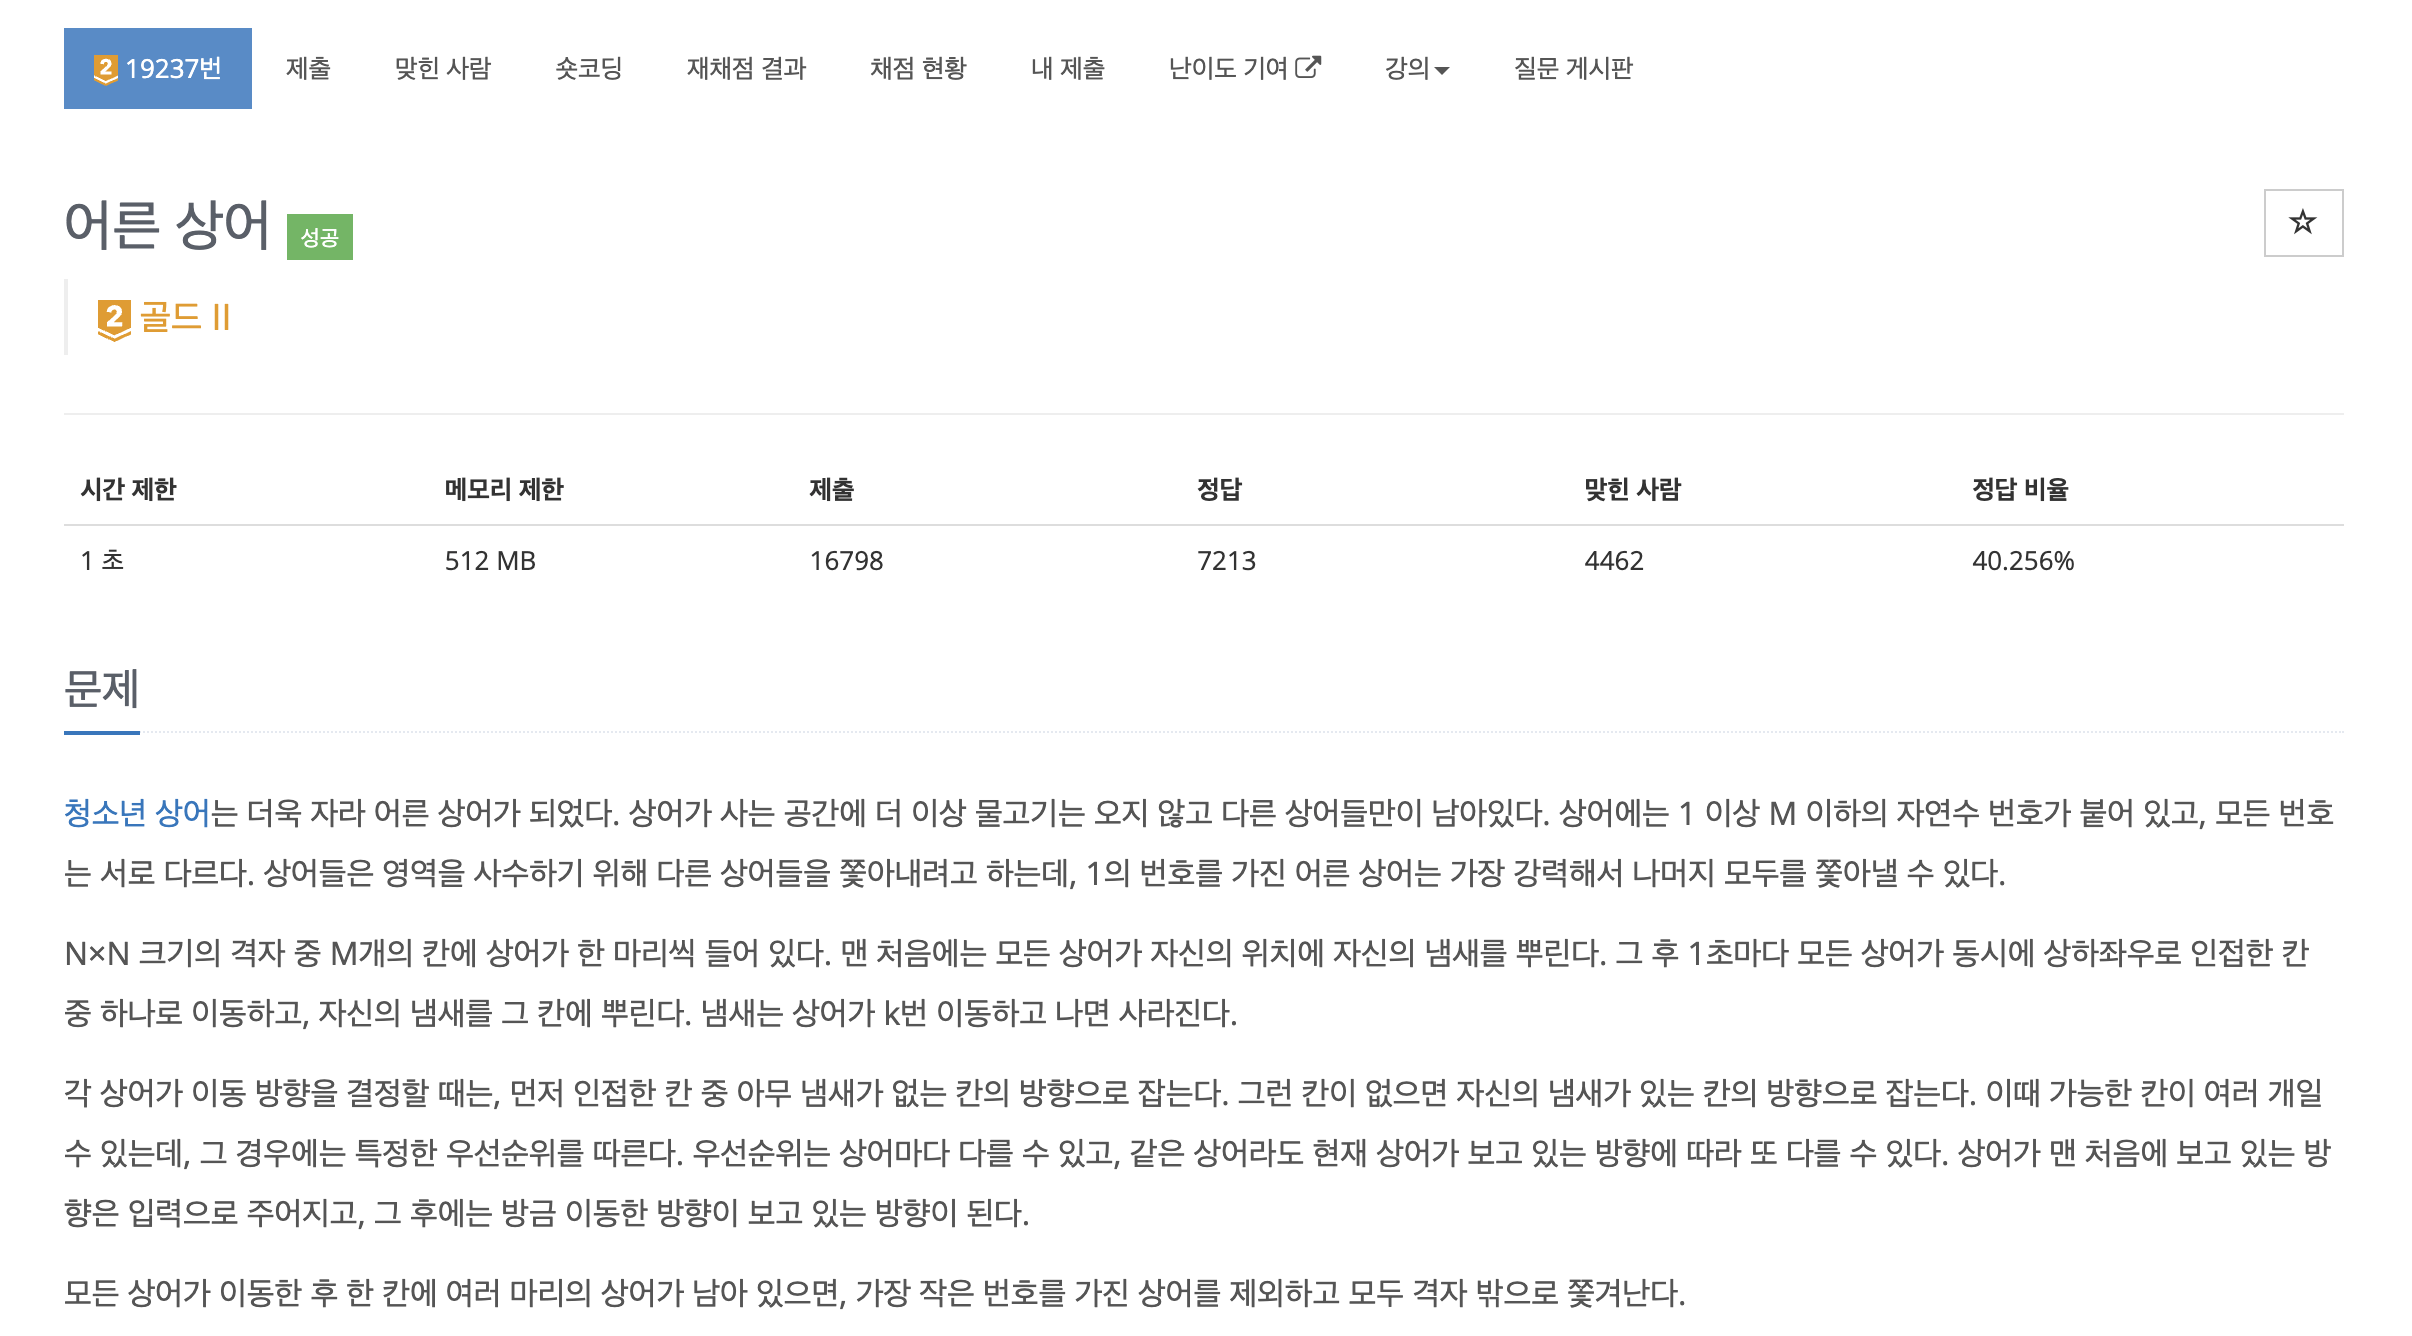 2 19237번 제출 맞힌 사람 숏코딩 재채점 결과 채점 현황 내 제출 난이도 기여 강의 질문 게시판
어른 상어 성공
2 골드 II
시간 제한 메모리 제한 제출 정답 맞힌 사람 정답 비율
1 초 512 MB 16798 7213 4462 40.256%
문제
청소년 상어는 더욱 자라 어른 상어가 되었다. 상어가 사는 공간에 더 이상 물고기는 오지 않고 다른 상어들만이 남아있다. 상어에는 1 이상 M 이하의 자연수 번호가 붙어 있고, 모든 번호
는 서로 다르다. 상어들은 영역을 사수하기 위해 다른 상어들을 쫓아내려고 하는데, 1의 번호를 가진 어른 상어는 가장 강력해서 나머지 모두를 쫓아낼 수 있다.
N×N 크기의 격자 중 M개의 칸에 상어가 한 마리씩 들어 있다. 맨 처음에는 모든 상어가 자신의 위치에 자신의 냄새를 뿌린다. 그 후 1초마다 모든 상어가 동시에 상하좌우로 인접한 칸
중 하나로 이동하고, 자신의 냄새를 그 칸에 뿌린다. 냄새는 상어가 k번 이동하고 나면 사라진다.
각 상어가 이동 방향을 결정할 때는, 먼저 인접한 칸 중 아무 냄새가 없는 칸의 방향으로 잡는다. 그런 칸이 없으면 자신의 냄새가 있는 칸의 방향으로 잡는다. 이때 가능한 칸이 여러 개일
수 있는데, 그 경우에는 특정한 우선순위를 따른다. 우선순위는 상어마다 다를 수 있고, 같은 상어라도 현재 상어가 보고 있는 방향에 따라 또 다를 수 있다. 상어가 맨 처음에 보고 있는 방
향은 입력으로 주어지고, 그 후에는 방금 이동한 방향이 보고 있는 방향이 된다.
모든 상어가 이동한 후 한 칸에 여러 마리의 상어가 남아 있으면, 가장 작은 번호를 가진 상어를 제외하고 모두 격자 밖으로 쫓겨난다.